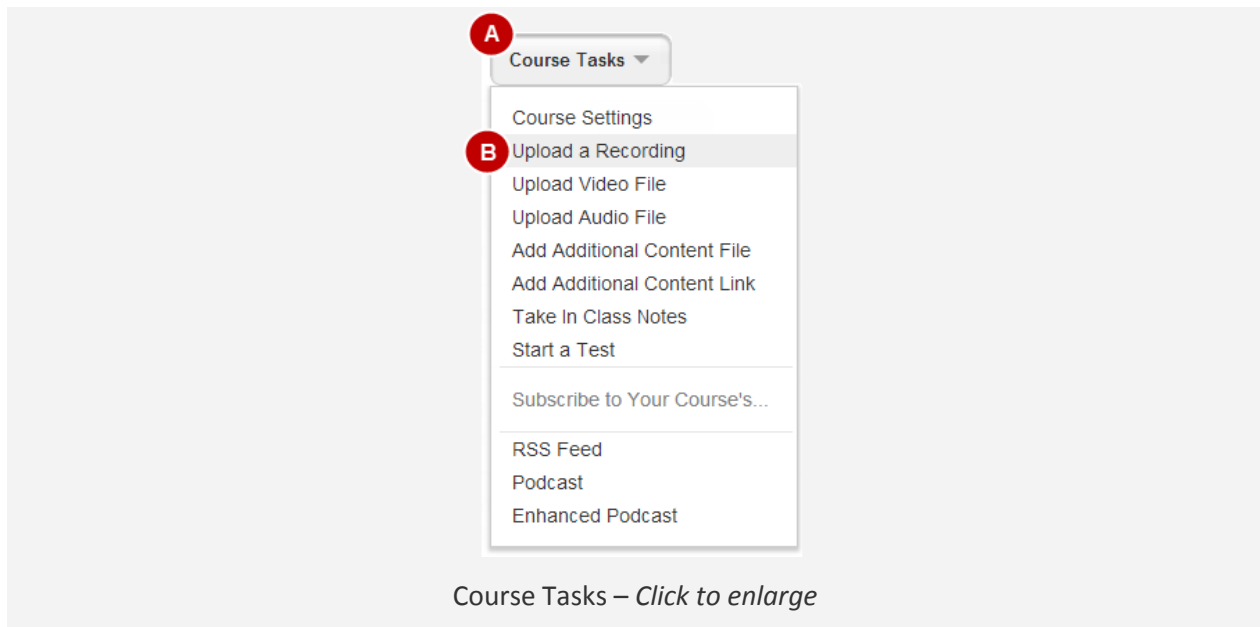 A
Course Tasks
Course Settings
B
Upload a Recording
Upload Video File
Upload Audio File
Add Additional Content File
Add Additional Content Link
Take In Class Notes
Start a Test
Subscribe to Your Course's...
RSS Feed
Podcast
Enhanced Podcast
Course Tasks – Click to enlarge